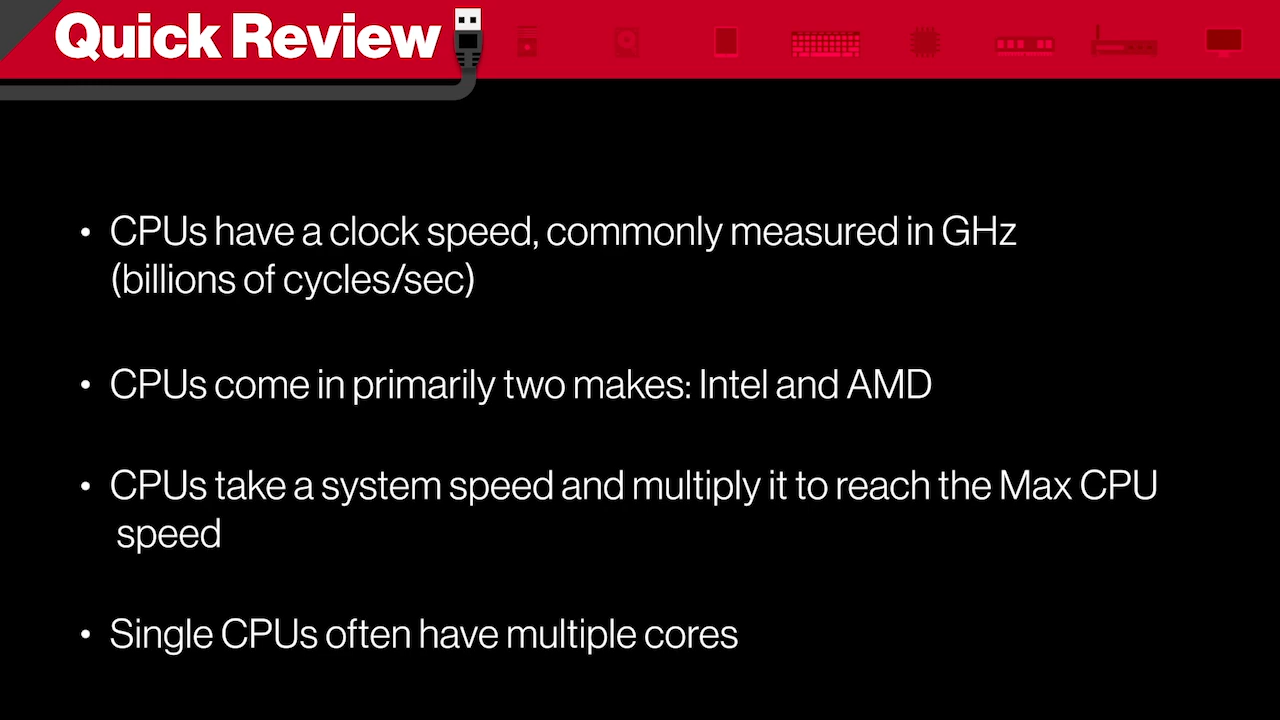 Quick Review
• CPUs have a clock speed, commonly measured in GHz
(billions of cycles/sec)
• CPUs come in primarily two makes: Intel and AMD
• CPUs take a system speed and multiply it to reach the Max CPU
speed
• Single CPUs often have multiple cores